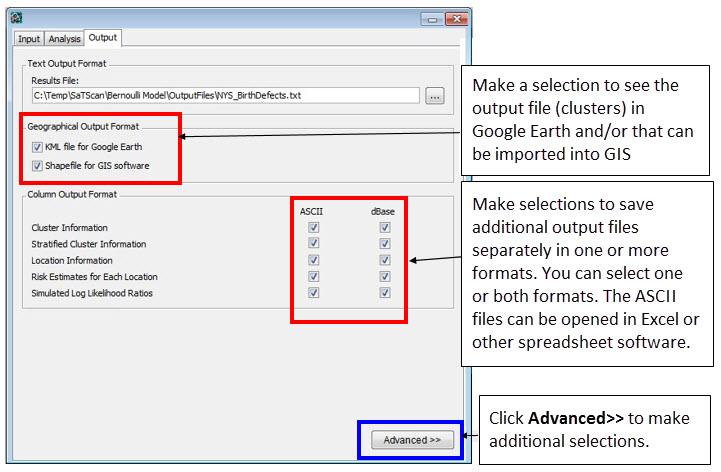 Input Analysis Output
Text Output Format
Results File:
C:\Temp\SaTScan\Bernoulli Model\OutputFiles\NYS_BirthDefects.txt ...
Geographical Output Format
KML file for Google Earth
Shapefile for GIS software
Column Output Format
ASCII dBase
Cluster Information
Stratified Cluster Information
Location Information
Risk Estimates for Each Location
Simulated Log Likelihood Ratios
Advanced >>
Make a selection to see the
output file (clusters) in
Google Earth and/or that can
be imported into GIS
Make selections to save
additional output files
separately in one or more
formats. You can select one
or both formats. The ASCII
files can be opened in Excel or
other spreadsheet software.
Click Advanced>> to make
additional selections.